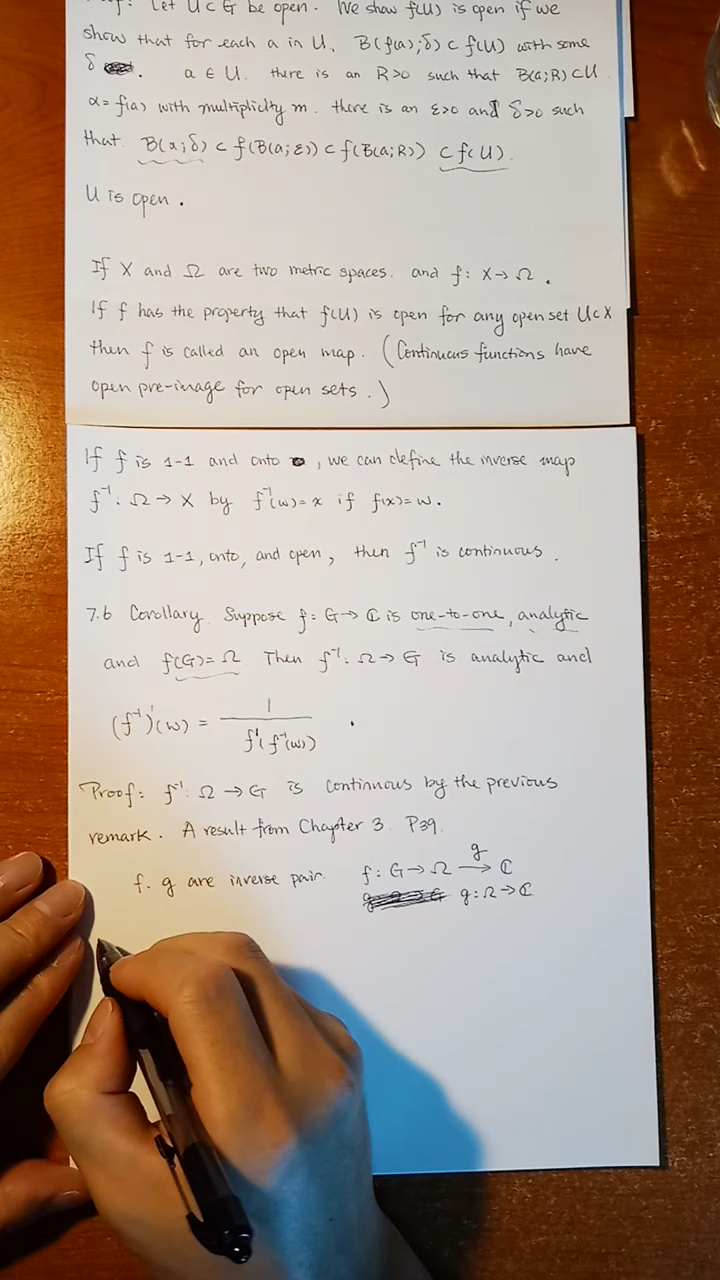 Let U ⊂ G be open. We show f(U) is open if we
show that for each a in U, B(f(a);δ) ⊂ f(U) with some
δ . a ∈ U. there is an R>0 such that B(a;R) ⊂ U.
α = f(a) with multiplicity m. there is an ε>0 and δ>0 such
that. B(α;δ) ⊂ f(B(a;ε)) ⊂ f(B(a;R)) ⊂ f(U).
U is open.
If X and Ω are two metric spaces. and f: X → Ω.
If f has the property that f(U) is open for any open set U ⊂ X
then f is called an open map. (Continuous functions have
open pre-image for open sets.)
If f is 1-1 and onto , we can define the inverse map
f⁻¹: Ω → X by f⁻¹(w) = x if f(x) = w.
If f is 1-1, onto, and open, then f⁻¹ is continuous.
7.6 Corollary. Suppose f: G → ℂ is one-to-one, analytic
and f(G) = Ω Then f⁻¹: Ω → G is analytic and
(f⁻¹)'(w) = 1 / f'(f⁻¹(w)) .
Proof: f⁻¹: Ω → G is continuous by the previous
remark. A result from Chapter 3. P39.
f. g are inverse pair. f: G → Ω →g ℂ
g: Ω → ℂ